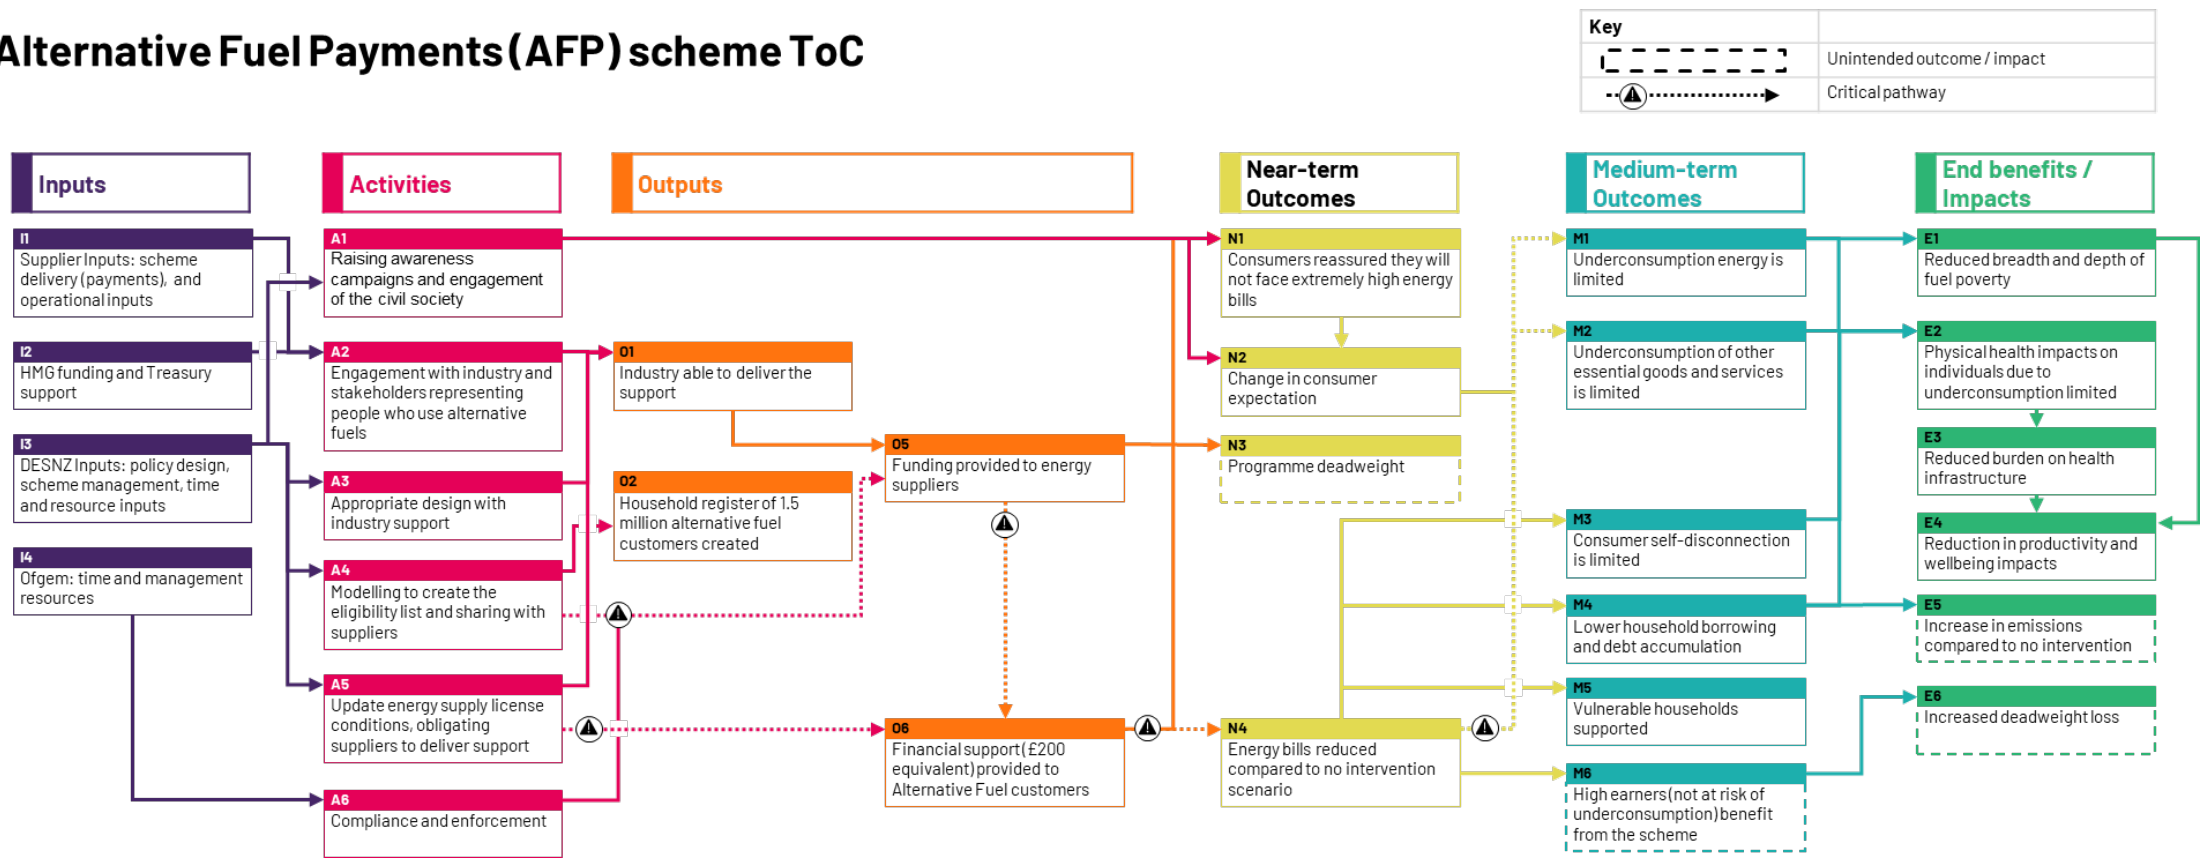 Alternative Fuel Payments (AFP) scheme ToC
Key
Unintended outcome / impact
Critical pathway
Inputs
I1
Supplier Inputs: scheme
delivery (payments), and
operational inputs
I2
HMG funding and Treasury
support
I3
DESNZ Inputs: policy design,
scheme management, time
and resource inputs
I4
Ofgem: time and management
resources
Activities
A1
Raising awareness
campaigns and engagement
of the civil society
A2
Engagement with industry and
stakeholders representing
people who use alternative
fuels
A3
Appropriate design with
industry support
A4
Modelling to create the
eligibility list and sharing with
suppliers
A5
Update energy supply license
conditions, obligating
suppliers to deliver support
A6
Compliance and enforcement
Outputs
O1
Industry able to deliver the
support
O2
Household register of 1.5
million alternative fuel
customers created
O5
Funding provided to energy
suppliers
O6
Financial support (£200
equivalent) provided to
Alternative Fuel customers
Near-term
Outcomes
N1
Consumers reassured they will
not face extremely high energy
bills
N2
Change in consumer
expectation
N3
Programme deadweight
N4
Energy bills reduced
compared to no intervention
scenario
Medium-term
Outcomes
M1
Underconsumption energy is
limited
M2
Underconsumption of other
essential goods and services
is limited
M3
Consumer self-disconnection
is limited
M4
Lower household borrowing
and debt accumulation
M5
Vulnerable households
supported
M6
High earners (not at risk of
underconsumption) benefit
from the scheme
End benefits /
Impacts
E1
Reduced breadth and depth of
fuel poverty
E2
Physical health impacts on
individuals due to
underconsumption limited
E3
Reduced burden on health
infrastructure
E4
Reduction in productivity and
wellbeing impacts
E5
Increase in emissions
compared to no intervention
E6
Increased deadweight loss